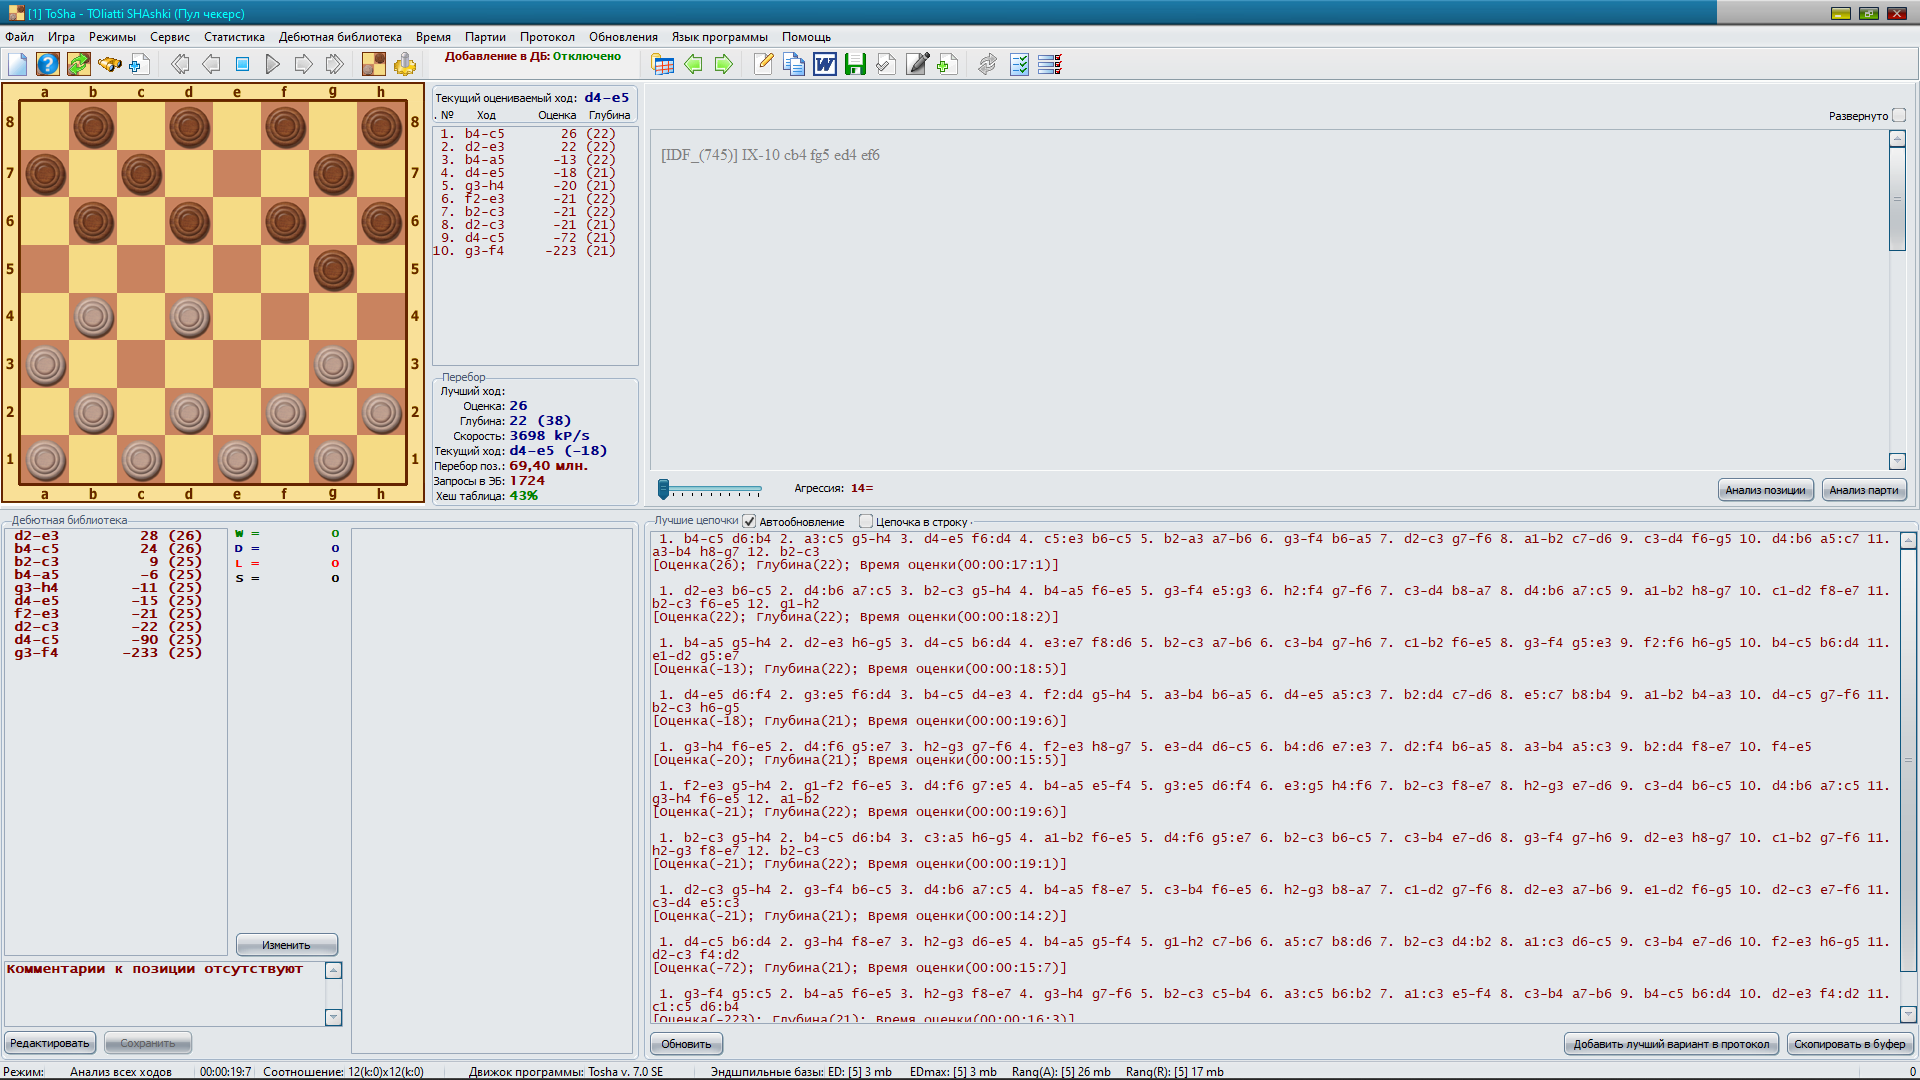 [1] ToSha - TOliatti SHAshki (Пул чекерс)
Файл Игра Режимы Сервис Статистика Дебютная библиотека Время Партии Протокол Обновления Язык программы Помощь
Добавление в ДБ: Отключено
a b c d e f g h
8 8
7 7
6 6
5 5
4 4
3 3
2 2
1 1
a b c d e f g h
Текущий оцениваемый ход: d4-e5
. № Ход Оценка Глубина
1. b4-c5 26 (22)
2. d2-e3 22 (22)
3. b4-a5 -13 (22)
4. d4-e5 -18 (21)
5. g3-h4 -20 (21)
6. f2-e3 -21 (22)
7. b2-c3 -21 (22)
8. d2-c3 -21 (21)
9. d4-c5 -72 (21)
10. g3-f4 -223 (21)
Перебор
Лучший ход:
Оценка: 26
Глубина: 22 (38)
Скорость: 3698 kP/s
Текущий ход: d4-e5 (-18)
Перебор поз.: 69,40 млн.
Запросы в ЭБ: 1724
Хеш таблица: 43%
Развернуто
[IDF_(745)] IX-10 cb4 fg5 ed4 ef6
Агрессия: 14=
Анализ позиции Анализ парти
Дебютная библиотека
d2-e3 28 (26)
b4-c5 24 (26)
b2-c3 9 (25)
b4-a5 -6 (25)
g3-h4 -11 (25)
d4-e5 -15 (25)
f2-e3 -21 (25)
d2-c3 -22 (25)
d4-c5 -90 (25)
g3-f4 -233 (25)
W = 0
D = 0
L = 0
S = 0
Изменить
Комментарии к позиции отсутствуют
Редактировать Сохранить
Лучшие цепочки Автообновление Цепочка в строку
1. b4-c5 d6:b4 2. a3:c5 g5-h4 3. d4-e5 f6:d4 4. c5:e3 b6-c5 5. b2-a3 a7-b6 6. g3-f4 b6-a5 7. d2-c3 g7-f6 8. a1-b2 c7-d6 9. c3-d4 f6-g5 10. d4:b6 a5:c7 11.
a3-b4 h8-g7 12. b2-c3
[Оценка(26); Глубина(22); Время оценки(00:00:17:1)]
1. d2-e3 b6-c5 2. d4:b6 a7:c5 3. b2-c3 g5-h4 4. b4-a5 f6-e5 5. g3-f4 e5:g3 6. h2:f4 g7-f6 7. c3-d4 b8-a7 8. d4:b6 a7:c5 9. a1-b2 h8-g7 10. c1-d2 f8-e7 11.
b2-c3 f6-e5 12. g1-h2
[Оценка(22); Глубина(22); Время оценки(00:00:18:2)]
1. b4-a5 g5-h4 2. d2-e3 h6-g5 3. d4-c5 b6:d4 4. e3:e7 f8:d6 5. b2-c3 a7-b6 6. c3-b4 g7-h6 7. c1-b2 f6-e5 8. g3-f4 g5:e3 9. f2:f6 h6-g5 10. b4-c5 b6:d4 11.
e1-d2 g5:e7
[Оценка(-13); Глубина(22); Время оценки(00:00:18:5)]
1. d4-e5 d6:f4 2. g3:e5 f6:d4 3. b4-c5 d4-e3 4. f2:d4 g5-h4 5. a3-b4 b6-a5 6. d4-e5 a5:c3 7. b2:d4 c7-d6 8. e5:c7 b8:b4 9. a1-b2 b4-a3 10. d4-c5 g7-f6 11.
b2-c3 h6-g5
[Оценка(-18); Глубина(21); Время оценки(00:00:19:6)]
1. g3-h4 f6-e5 2. d4:f6 g5:e7 3. h2-g3 g7-f6 4. f2-e3 h8-g7 5. e3-d4 d6-c5 6. b4:d6 e7:e3 7. d2:f4 b6-a5 8. a3-b4 a5:c3 9. b2:d4 f8-e7 10. f4-e5
[Оценка(-20); Глубина(21); Время оценки(00:00:15:5)]
1. f2-e3 g5-h4 2. g1-f2 f6-e5 3. d4:f6 g7:e5 4. b4-a5 e5-f4 5. g3:e5 d6:f4 6. e3:g5 h4:f6 7. b2-c3 f8-e7 8. h2-g3 e7-d6 9. c3-d4 b6-c5 10. d4:b6 a7:c5 11.
g3-h4 f6-e5 12. a1-b2
[Оценка(-21); Глубина(22); Время оценки(00:00:19:6)]
1. b2-c3 g5-h4 2. b4-c5 d6:b4 3. c3:a5 h6-g5 4. a1-b2 f6-e5 5. d4:f6 g5:e7 6. b2-c3 b6-c5 7. c3-b4 e7-d6 8. g3-f4 g7-h6 9. d2-e3 h8-g7 10. c1-b2 g7-f6 11.
h2-g3 f8-e7 12. b2-c3
[Оценка(-21); Глубина(22); Время оценки(00:00:19:1)]
1. d2-c3 g5-h4 2. g3-f4 b6-c5 3. d4:b6 a7:c5 4. b4-a5 f8-e7 5. c3-b4 f6-e5 6. h2-g3 b8-a7 7. c1-d2 g7-f6 8. d2-e3 a7-b6 9. e1-d2 f6-g5 10. d2-c3 e7-f6 11.
c3-d4 e5:c3
[Оценка(-21); Глубина(21); Время оценки(00:00:14:2)]
1. d4-c5 b6:d4 2. g3-h4 f8-e7 3. h2-g3 d6-e5 4. b4-a5 g5-f4 5. g1-h2 c7-b6 6. a5:c7 b8:d6 7. b2-c3 d4:b2 8. a1:c3 d6-c5 9. c3-b4 e7-d6 10. f2-e3 h6-g5 11.
d2-c3 f4:d2
[Оценка(-72); Глубина(21); Время оценки(00:00:15:7)]
1. g3-f4 g5:c5 2. b4-a5 f6-e5 3. h2-g3 f8-e7 4. g3-h4 g7-f6 5. b2-c3 c5-b4 6. a3:c5 b6:b2 7. a1:c3 e5-f4 8. c3-b4 a7-b6 9. b4-c5 b6:d4 10. d2-e3 f4:d2 11.
c1:c5 d6:b4
[Оценка(-223); Глубина(21); Время оценки(00:00:16:3)]
Обновить Добавить лучший вариант в протокол Скопировать в буфер
Режим: Анализ всех ходов 00:00:19:7 Соотношение: 12(k:0)x12(k:0) Движок программы: Tosha v. 7.0 SE Эндшпильные базы: ED: [5] 3 mb EDmax: [5] 3 mb Rang(A): [5] 26 mb Rang(R): [5] 17 mb 0